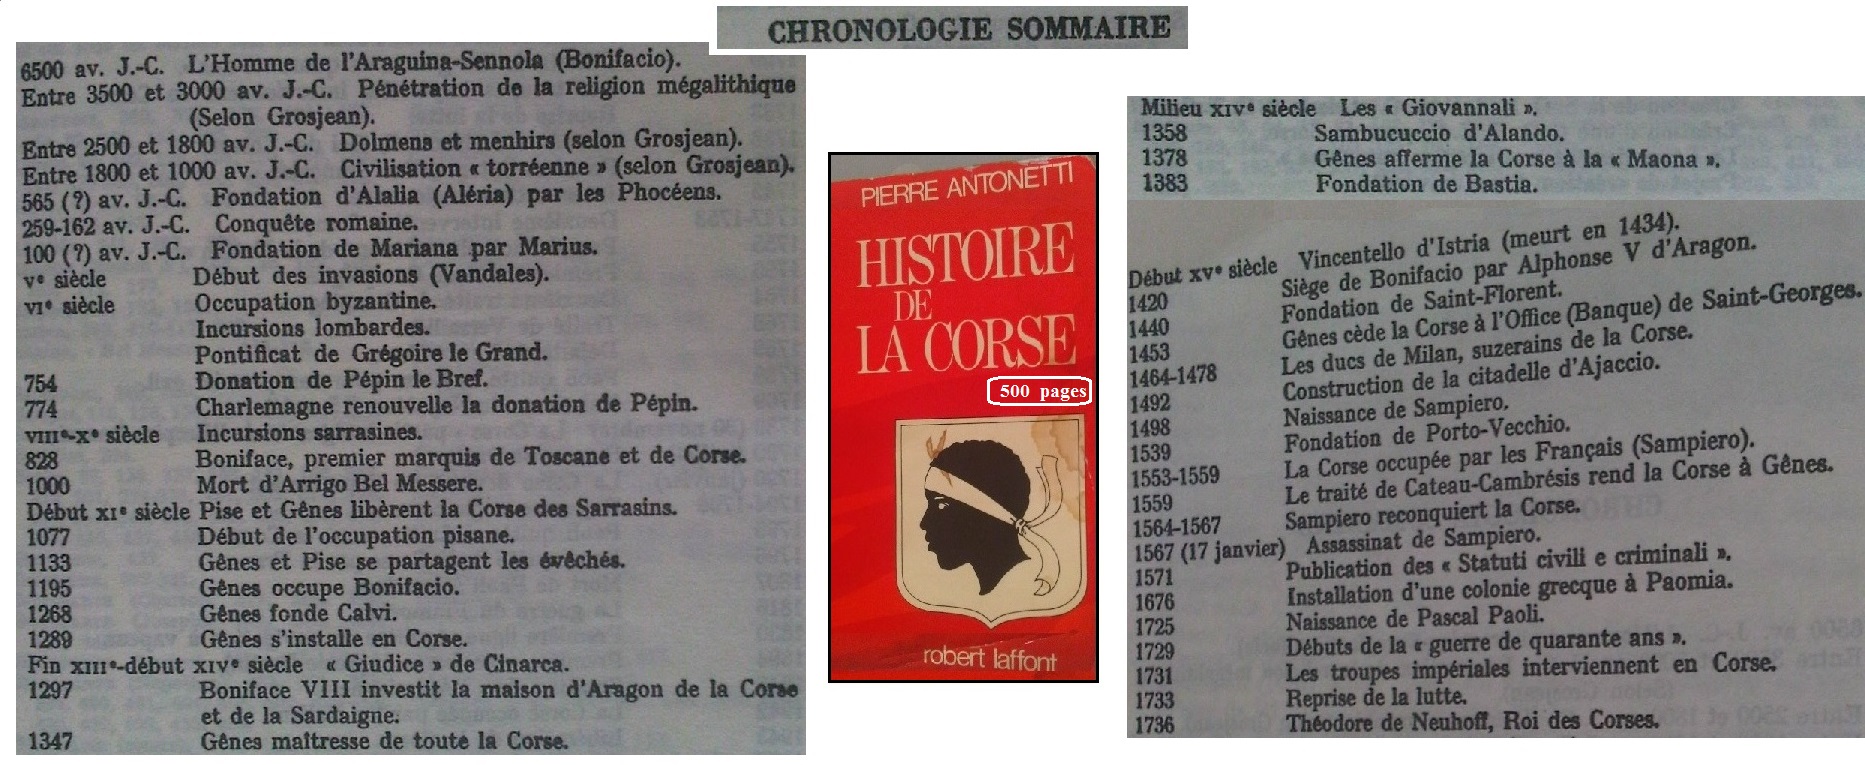 CHRONOLOGIE SOMMAIRE
6500 av. J.-C. L'Homme de l'Araguina-Sennola (Bonifacio).
Entre 3500 et 3000 av. J.-C. Pénétration de la religion mégalithique
(Selon Grosjean).
Entre 2500 et 1800 av. J.-C. Dolmens et menhirs (selon Grosjean).
Entre 1800 et 1000 av. J.-C. Civilisation « torréenne » (selon Grosjean).
565 (?) av. J.-C. Fondation d'Alalia (Aléria) par les Phocéens.
259-162 av. J.-C. Conquête romaine.
100 (?) av. J.-C. Fondation de Mariana par Marius.
Vᵉ siècle Début des invasions (Vandales).
VIᵉ siècle Occupation byzantine.
Incursions lombardes.
Pontificat de Grégoire le Grand.
754 Donation de Pépin le Bref.
774 Charlemagne renouvelle la donation de Pépin.
VIIIᵉ-Xᵉ siècle Incursions sarrasines.
828 Boniface, premier marquis de Toscane et de Corse.
1000 Mort d'Arrigo Bel Messere.
Début XIᵉ siècle Pise et Gênes libèrent la Corse des Sarrasins.
1077 Début de l'occupation pisane.
1133 Gênes et Pise se partagent les évêchés.
1195 Gênes occupe Bonifacio.
1268 Gênes fonde Calvi.
1289 Gênes s'installe en Corse.
Fin XIIIᵉ-début XIVᵉ siècle « Giudice » de Cinarca.
1297 Boniface VIII investit la maison d'Aragon de la Corse
et de la Sardaigne.
1347 Gênes maîtresse de toute la Corse.
PIERRE ANTONETTI
HISTOIRE
DE
LA CORSE
500 pages
robert laffont
Milieu XIVᵉ siècle Les « Giovannali ».
1358 Sambucuccio d'Alando.
1378 Gênes afferme la Corse à la « Maona ».
1383 Fondation de Bastia.
Début XVᵉ siècle Vincentello d'Istria (meurt en 1434).
1420 Siège de Bonifacio par Alphonse V d'Aragon.
1440 Fondation de Saint-Florent.
1453 Gênes cède la Corse à l'Office (Banque) de Saint-Georges.
1464-1478 Les ducs de Milan, suzerains de la Corse.
1492 Construction de la citadelle d'Ajaccio.
1498 Naissance de Sampiero.
1539 Fondation de Porto-Vecchio.
1553-1559 La Corse occupée par les Français (Sampiero).
1559 Le traité de Cateau-Cambrésis rend la Corse à Gênes.
1564-1567 Sampiero reconquiert la Corse.
1567 (17 janvier) Assassinat de Sampiero.
1571 Publication des « Statuti civili e criminali ».
1676 Installation d'une colonie grecque à Paomia.
1725 Naissance de Pascal Paoli.
1729 Débuts de la « guerre de quarante ans ».
1731 Les troupes impériales interviennent en Corse.
1733 Reprise de la lutte.
1736 Théodore de Neuhoff, Roi des Corses.